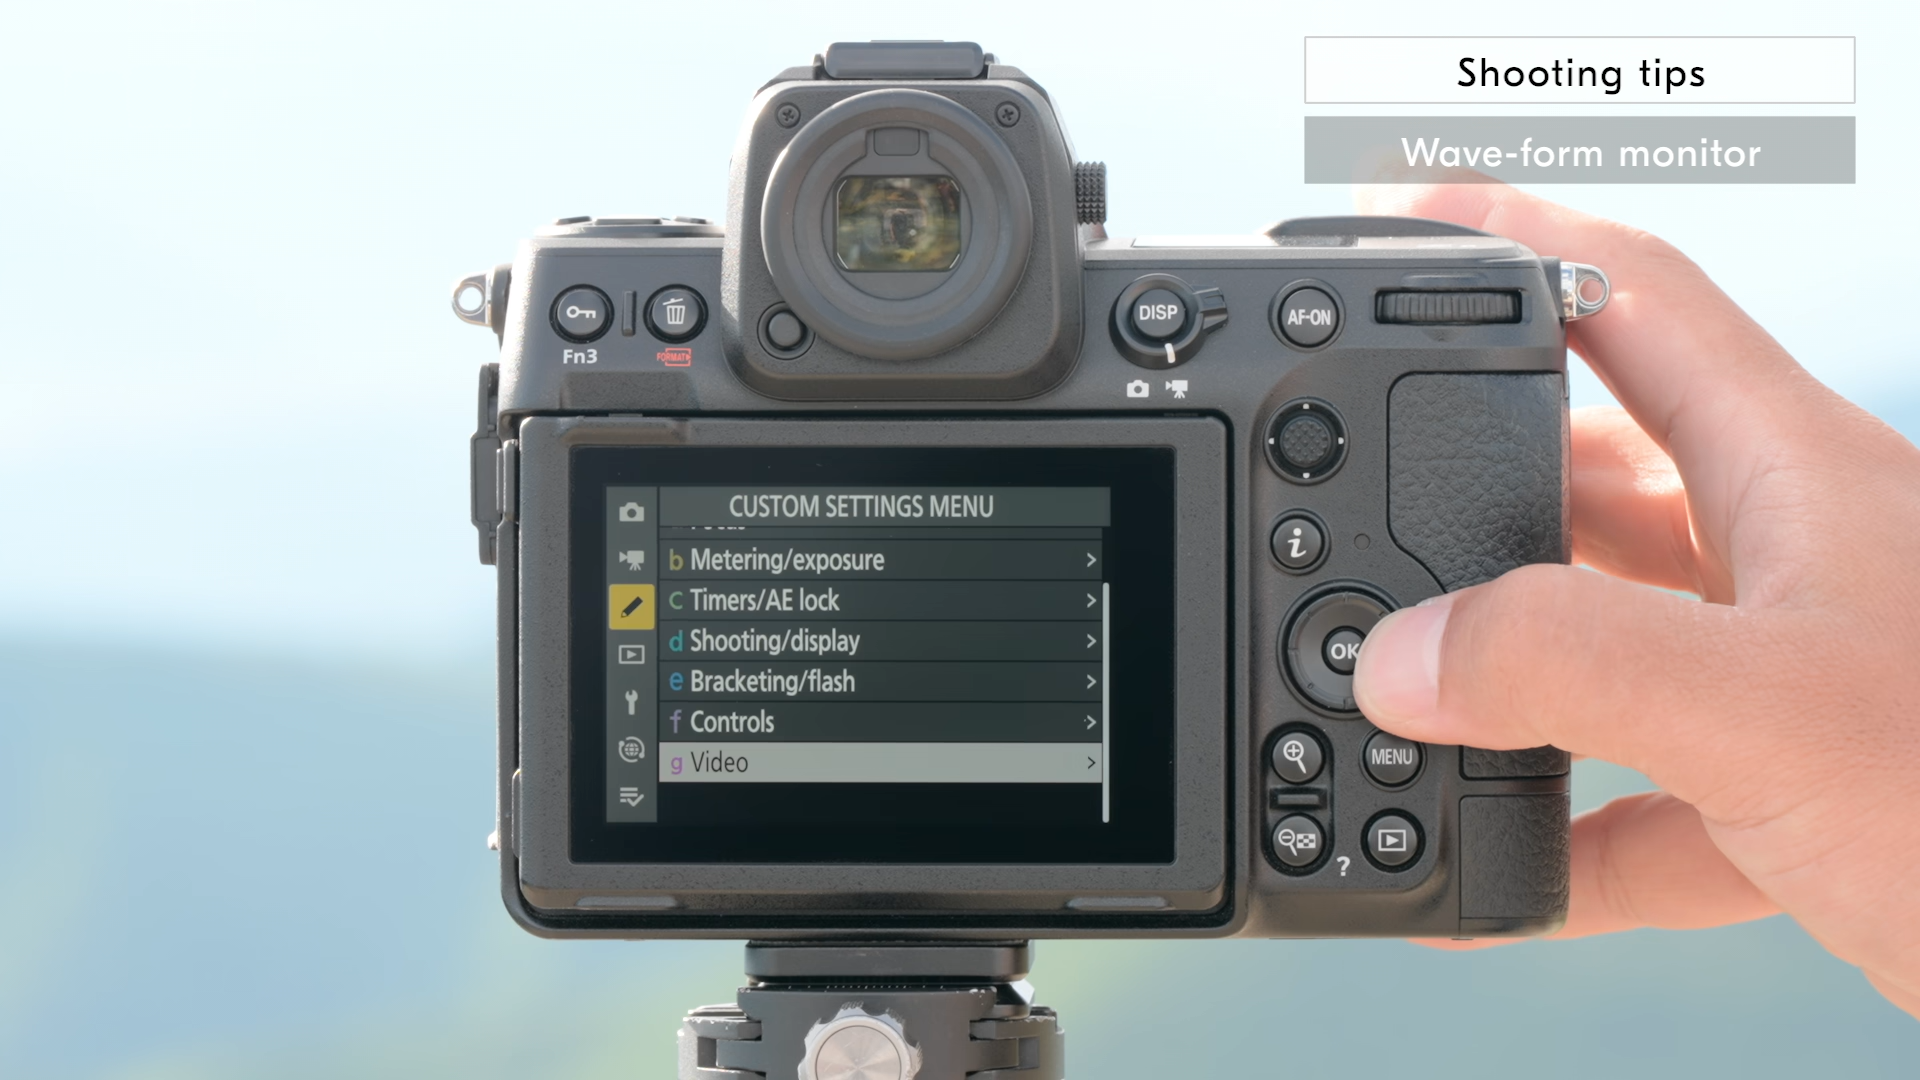 Shooting tips
Wave-form monitor
Fn3
FORMAT
DISP
AF-ON
CUSTOM SETTINGS MENU
b Metering/exposure
c Timers/AE lock
d Shooting/display
e Bracketing/flash
f Controls
g Video
i
OK
MENU
?